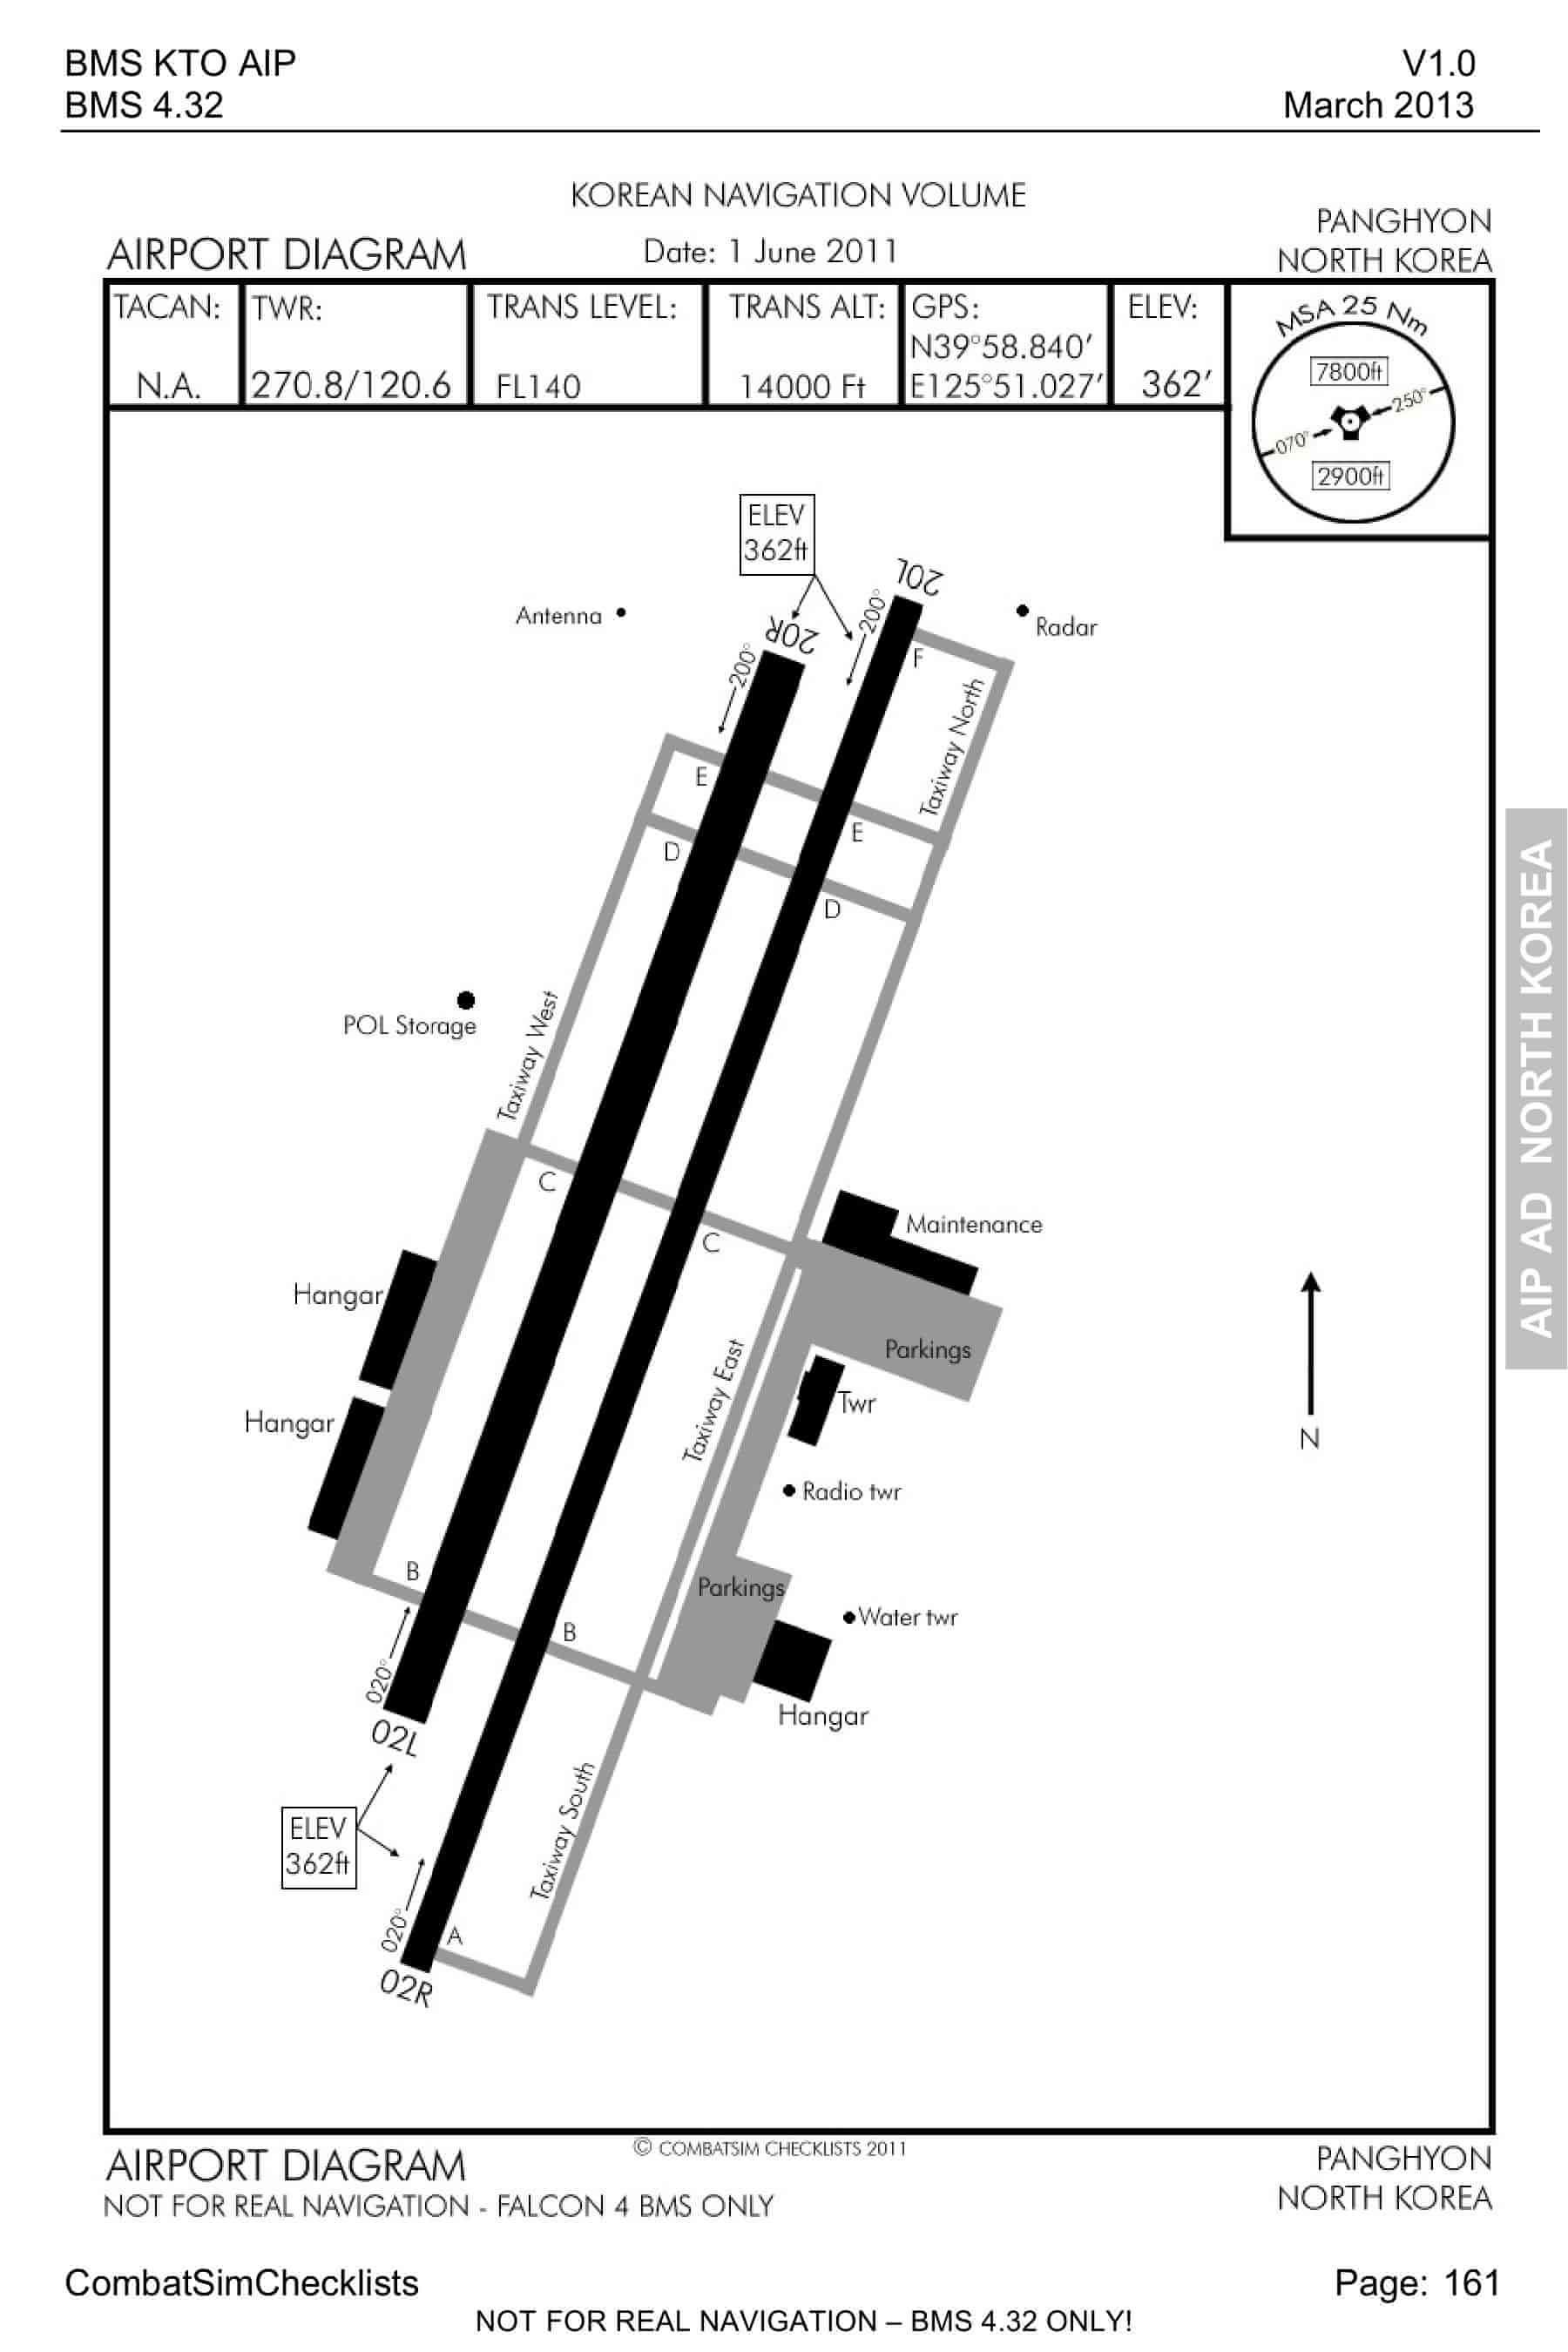 BMS KTO AIP
V1.0
BMS 4.32
March 2013
KOREAN NAVIGATION VOLUME
PANGHYON
AIRPORT DIAGRAM
Date: 1 June 2011
NORTH KOREA
TACAN:
N.A.
TWR:
270.8/120.6
TRANS LEVEL:
FL140
TRANS ALT:
14000 Ft
GPS:
N39°58.840'
E125°51.027'
ELEV:
362'
MSA 25 Nm
7800ft
250°
070°
2900ft
ELEV
362ft
20L
200°
Antenna
Radar
20R
200°
F
Taxiway North
E
E
D
D
POL Storage
Taxiway West
C
C
Maintenance
Hangar
Parkings
Taxiway East
Twr
Hangar
N
Radio twr
B
Parkings
B
Water twr
020°
Hangar
02L
ELEV
362ft
Taxiway South
020°
A
02R
AIP AD NORTH KOREA
© COMBATSIM CHECKLISTS 2011
AIRPORT DIAGRAM
PANGHYON
NOT FOR REAL NAVIGATION - FALCON 4 BMS ONLY
NORTH KOREA
CombatSimChecklists
Page: 161
NOT FOR REAL NAVIGATION – BMS 4.32 ONLY!